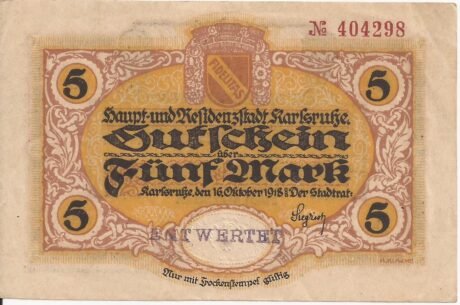 № 404298
FIDELITAS
5 5
Haupt-und Residenzstadt Karlsruhe.
Gutschein
über
Fünf Mark
Karlsruhe, den 16. Oktober 1918 Der Stadtrat:
Siegrist
5 5
ENTWERTET
Nur mit Trockenstempel gültig